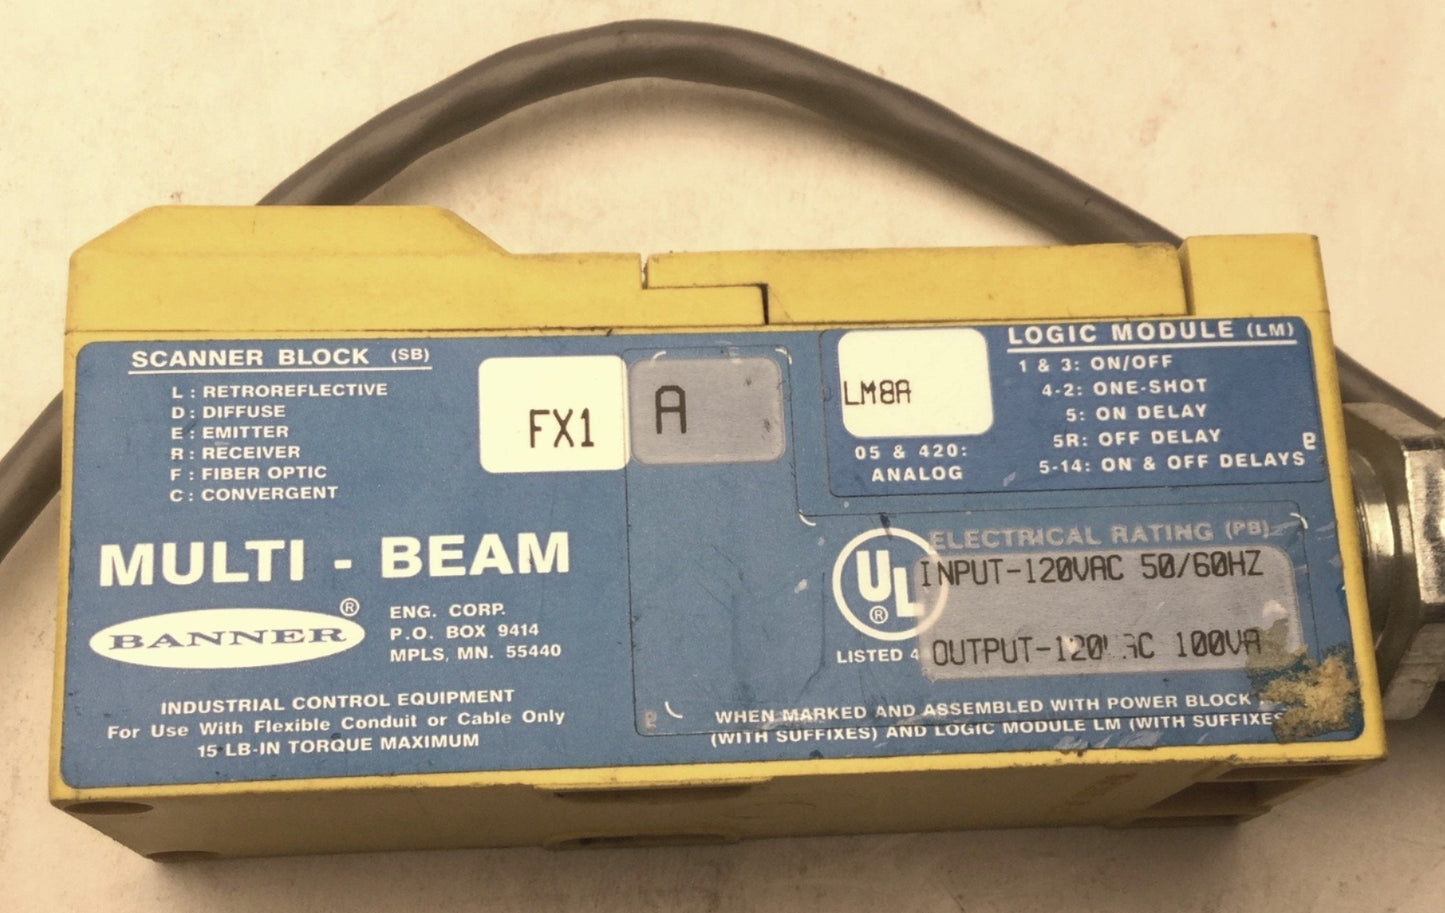 SCANNER BLOCK (SB)
L : RETROREFLECTIVE
D : DIFFUSE
E : EMITTER
R : RECEIVER
F : FIBER OPTIC
C : CONVERGENT
FX1
A
LM8A
05 & 420:
ANALOG
LOGIC MODULE (LM)
1 & 3: ON/OFF
4-2: ONE-SHOT
5: ON DELAY
5R: OFF DELAY
5-14: ON & OFF DELAYS
MULTI - BEAM
BANNER ®
ENG. CORP.
P.O. BOX 9414
MPLS, MN. 55440
INDUSTRIAL CONTROL EQUIPMENT
For Use With Flexible Conduit or Cable Only
15 LB-IN TORQUE MAXIMUM
UL ®
LISTED 4
ELECTRICAL RATING (PB)
INPUT-120VAC 50/60HZ
OUTPUT- 100VA
WHEN MARKED AND ASSEMBLED WITH POWER BLOCK
(WITH SUFFIXES) AND LOGIC MODULE LM (WITH SUFFIXES